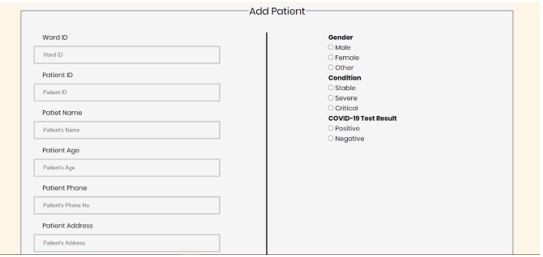 Add Patient
Ward ID
Ward ID
Patient ID
Patient ID
Patiet Name
Patient's Name
Patient Age
Patient's Age
Patient Phone
Patient's Phone No.
Patient Address
Patient's Address
Gender
Male
Female
Other
Condition
Stable
Severe
Critical
COVID-19 Test Result
Positive
Negative